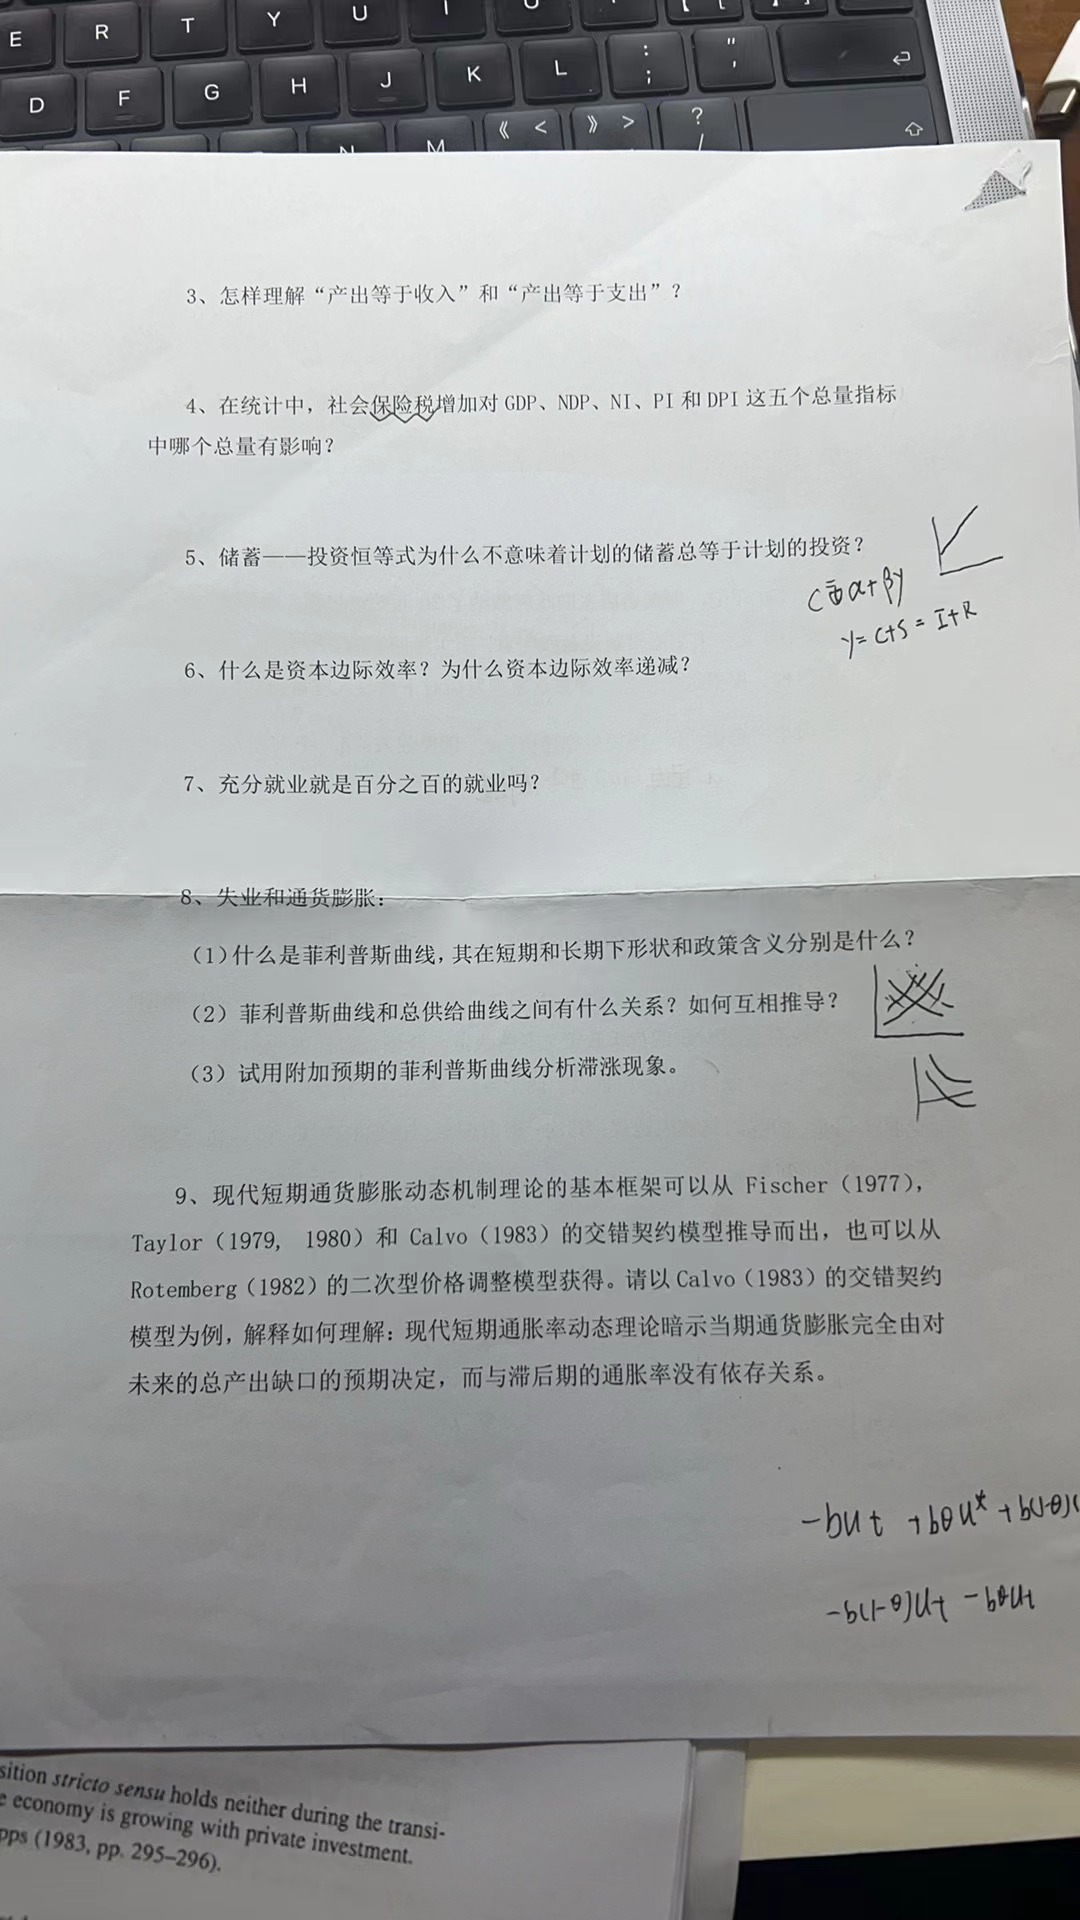 E R T Y U I
D F G H J K L : ; " '
N M 《 < 》 > ? /
3、怎样理解“产出等于收入”和“产出等于支出”?
4、在统计中，社会保险税增加对 GDP、NDP、NI、PI 和 DPI 这五个总量指标
中哪个总量有影响?
5、储蓄——投资恒等式为什么不意味着计划的储蓄总等于计划的投资?
α+βy
y=C+S=I+R
6、什么是资本边际效率? 为什么资本边际效率递减?
7、充分就业就是百分之百的就业吗?
8、失业和通货膨胀:
(1)什么是菲利普斯曲线,其在短期和长期下形状和政策含义分别是什么?
(2) 菲利普斯曲线和总供给曲线之间有什么关系? 如何互相推导?
(3) 试用附加预期的菲利普斯曲线分析滞涨现象。
9、现代短期通货膨胀动态机制理论的基本框架可以从 Fischer (1977),
Taylor (1979, 1980) 和 Calvo (1983) 的交错契约模型推导而出，也可以从
Rotemberg (1982) 的二次型价格调整模型获得。请以 Calvo (1983) 的交错契约
模型为例,解释如何理解:现代短期通胀率动态理论暗示当期通货膨胀完全由对
未来的总产出缺口的预期决定，而与滞后期的通胀率没有依存关系。
-but +bθu* +b(1-θ)
-b(1-θ)ut -bθut
sition stricto sensu holds neither during the transi-
e economy is growing with private investment.
pps (1983, pp. 295–296).